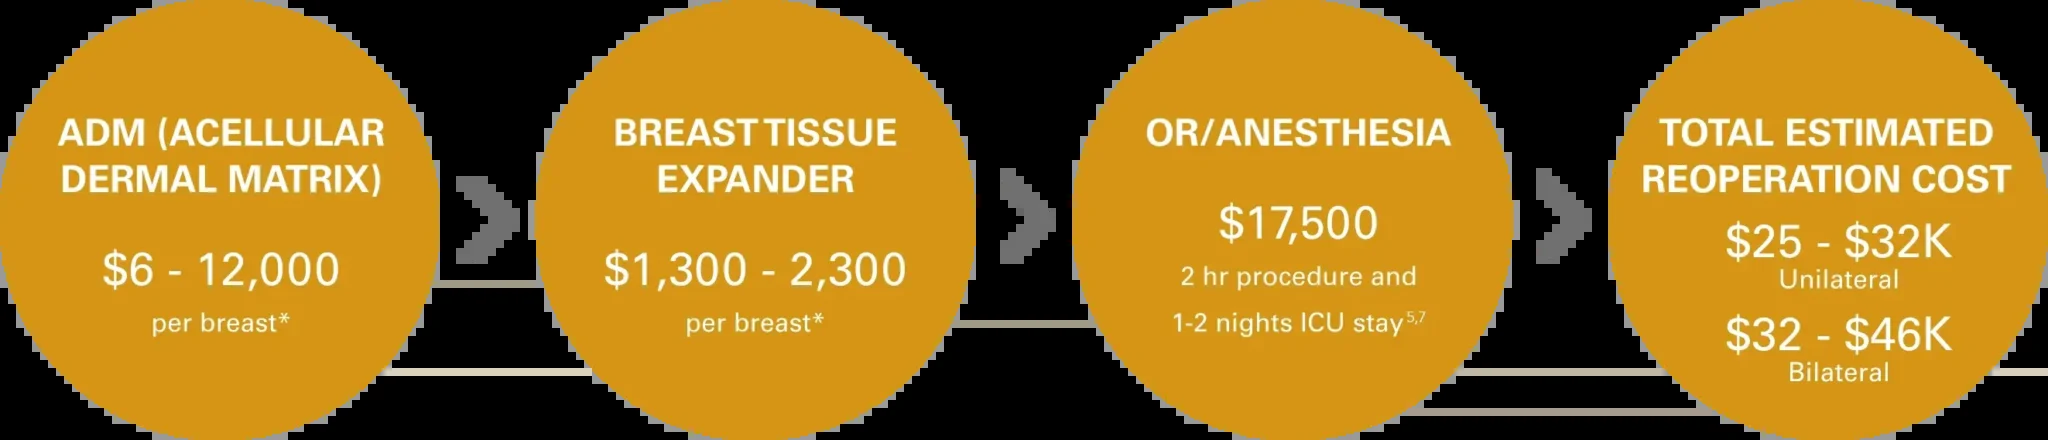 ADM (ACELLULAR
DERMAL MATRIX)
$6 - 12,000
per breast*
BREAST TISSUE
EXPANDER
$1,300 - 2,300
per breast*
OR/ANESTHESIA
$17,500
2 hr procedure and
1-2 nights ICU stay⁵,⁷
TOTAL ESTIMATED
REOPERATION COST
$25 - $32K
Unilateral
$32 - $46K
Bilateral